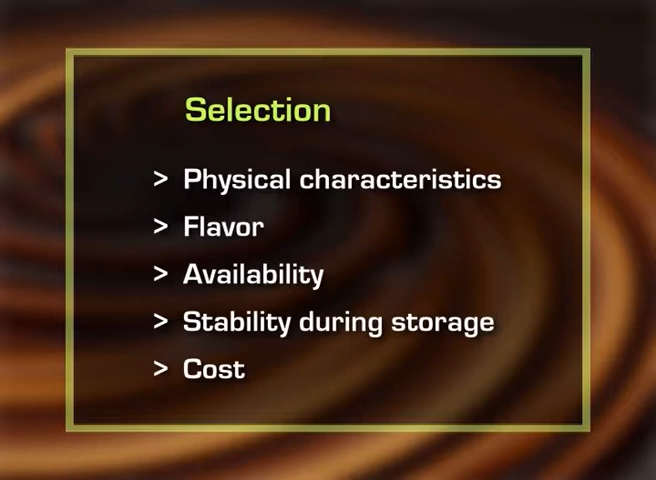 Selection
> Physical characteristics
> Flavor
> Availability
> Stability during storage
> Cost